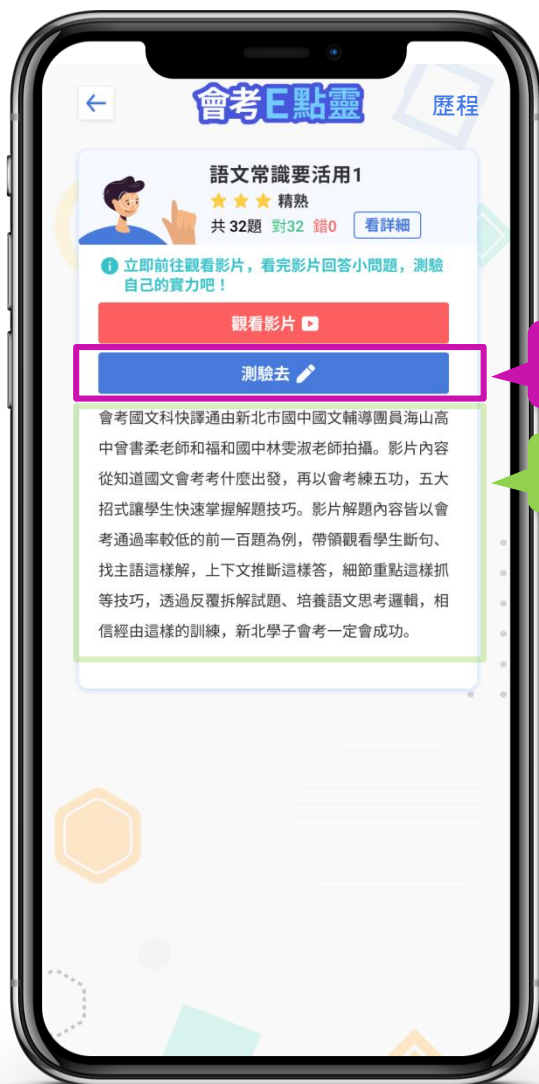 會考E點靈
歷程
語文常識要活用1
精熟
共 32題 對32 錯0 看詳細
立即前往觀看影片，看完影片回答小問題，測驗
自己的實力吧！
觀看影片
測驗去
會考國文科快譯通由新北市國中國文輔導團員海山高
中曾書柔老師和福和國中林雯淑老師拍攝。影片內容
從知道國文會考考什麼出發，再以會考練五功，五大
招式讓學生快速掌握解題技巧。影片解題內容皆以會
考通過率較低的前一百題為例，帶領觀看學生斷句、
找主語這樣解，上下文推斷這樣答，細節重點這樣抓
等技巧，透過反覆拆解試題、培養語文思考邏輯，相
信經由這樣的訓練，新北學子會考一定會成功。